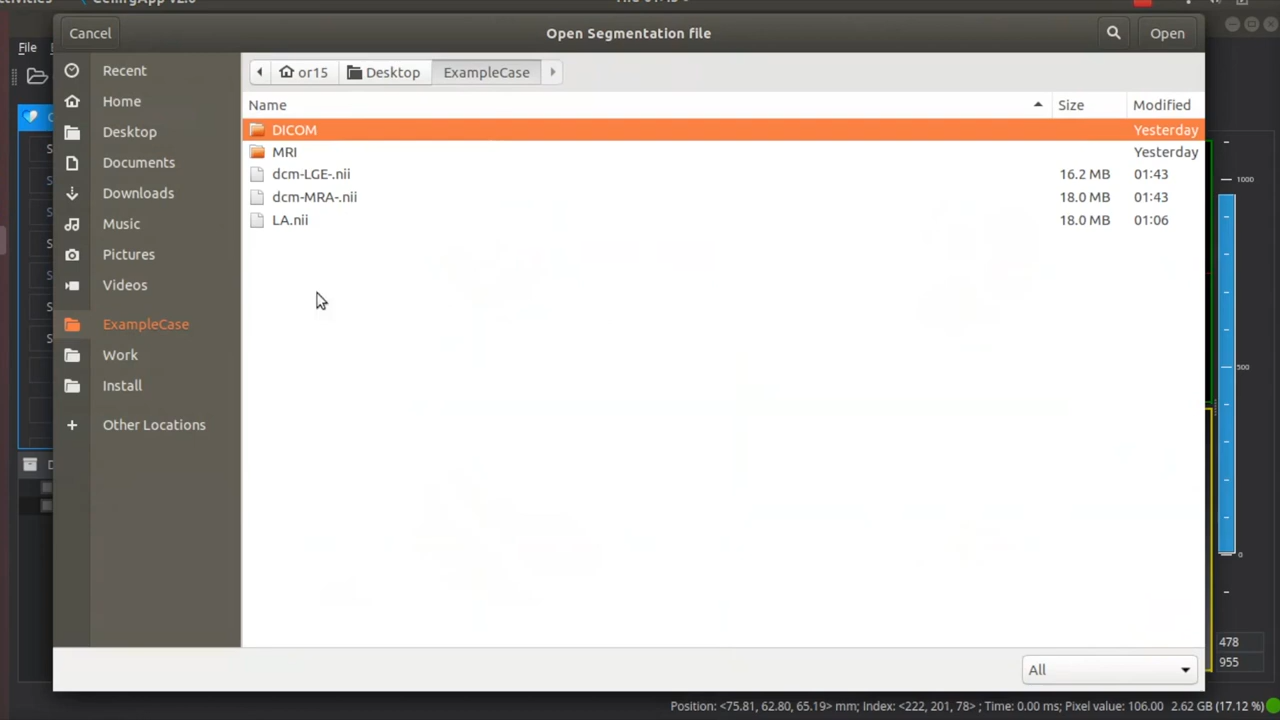 Cancel
Open Segmentation file
Open
File
Recent
Home
Desktop
Documents
Downloads
Music
Pictures
Videos
ExampleCase
Work
Install
Other Locations
or15
Desktop
ExampleCase
Name
Size
Modified
DICOM
Yesterday
MRI
Yesterday
dcm-LGE-.nii
16.2 MB
01:43
dcm-MRA-.nii
18.0 MB
01:43
LA.nii
18.0 MB
01:06
All
1000
500
0
478
955
Position: <75.81, 62.80, 65.19> mm; Index: <222, 201, 78> ; Time: 0.00 ms; Pixel value: 106.00
2.62 GB (17.12 %)